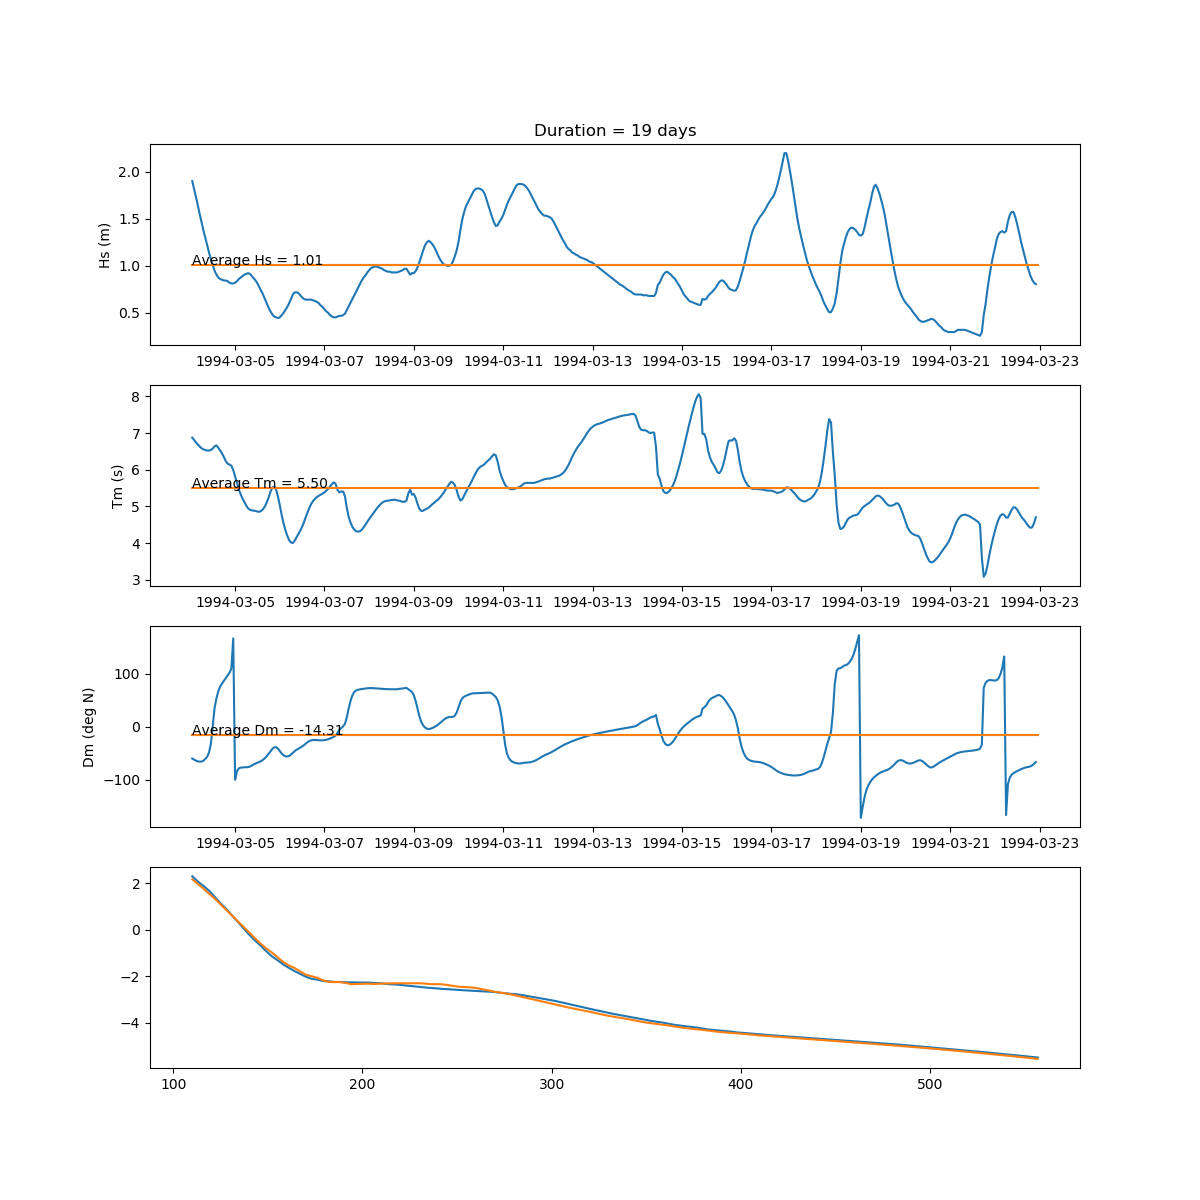 Duration = 19 days
Hs (m)
2.0
1.5
1.0
0.5
Average Hs = 1.01
1994-03-05 1994-03-07 1994-03-09 1994-03-11 1994-03-13 1994-03-15 1994-03-17 1994-03-19 1994-03-21 1994-03-23
Tm (s)
8
7
6
5
4
3
Average Tm = 5.50
1994-03-05 1994-03-07 1994-03-09 1994-03-11 1994-03-13 1994-03-15 1994-03-17 1994-03-19 1994-03-21 1994-03-23
Dm (deg N)
100
0
−100
Average Dm = -14.31
1994-03-05 1994-03-07 1994-03-09 1994-03-11 1994-03-13 1994-03-15 1994-03-17 1994-03-19 1994-03-21 1994-03-23
2
0
−2
−4
100 200 300 400 500